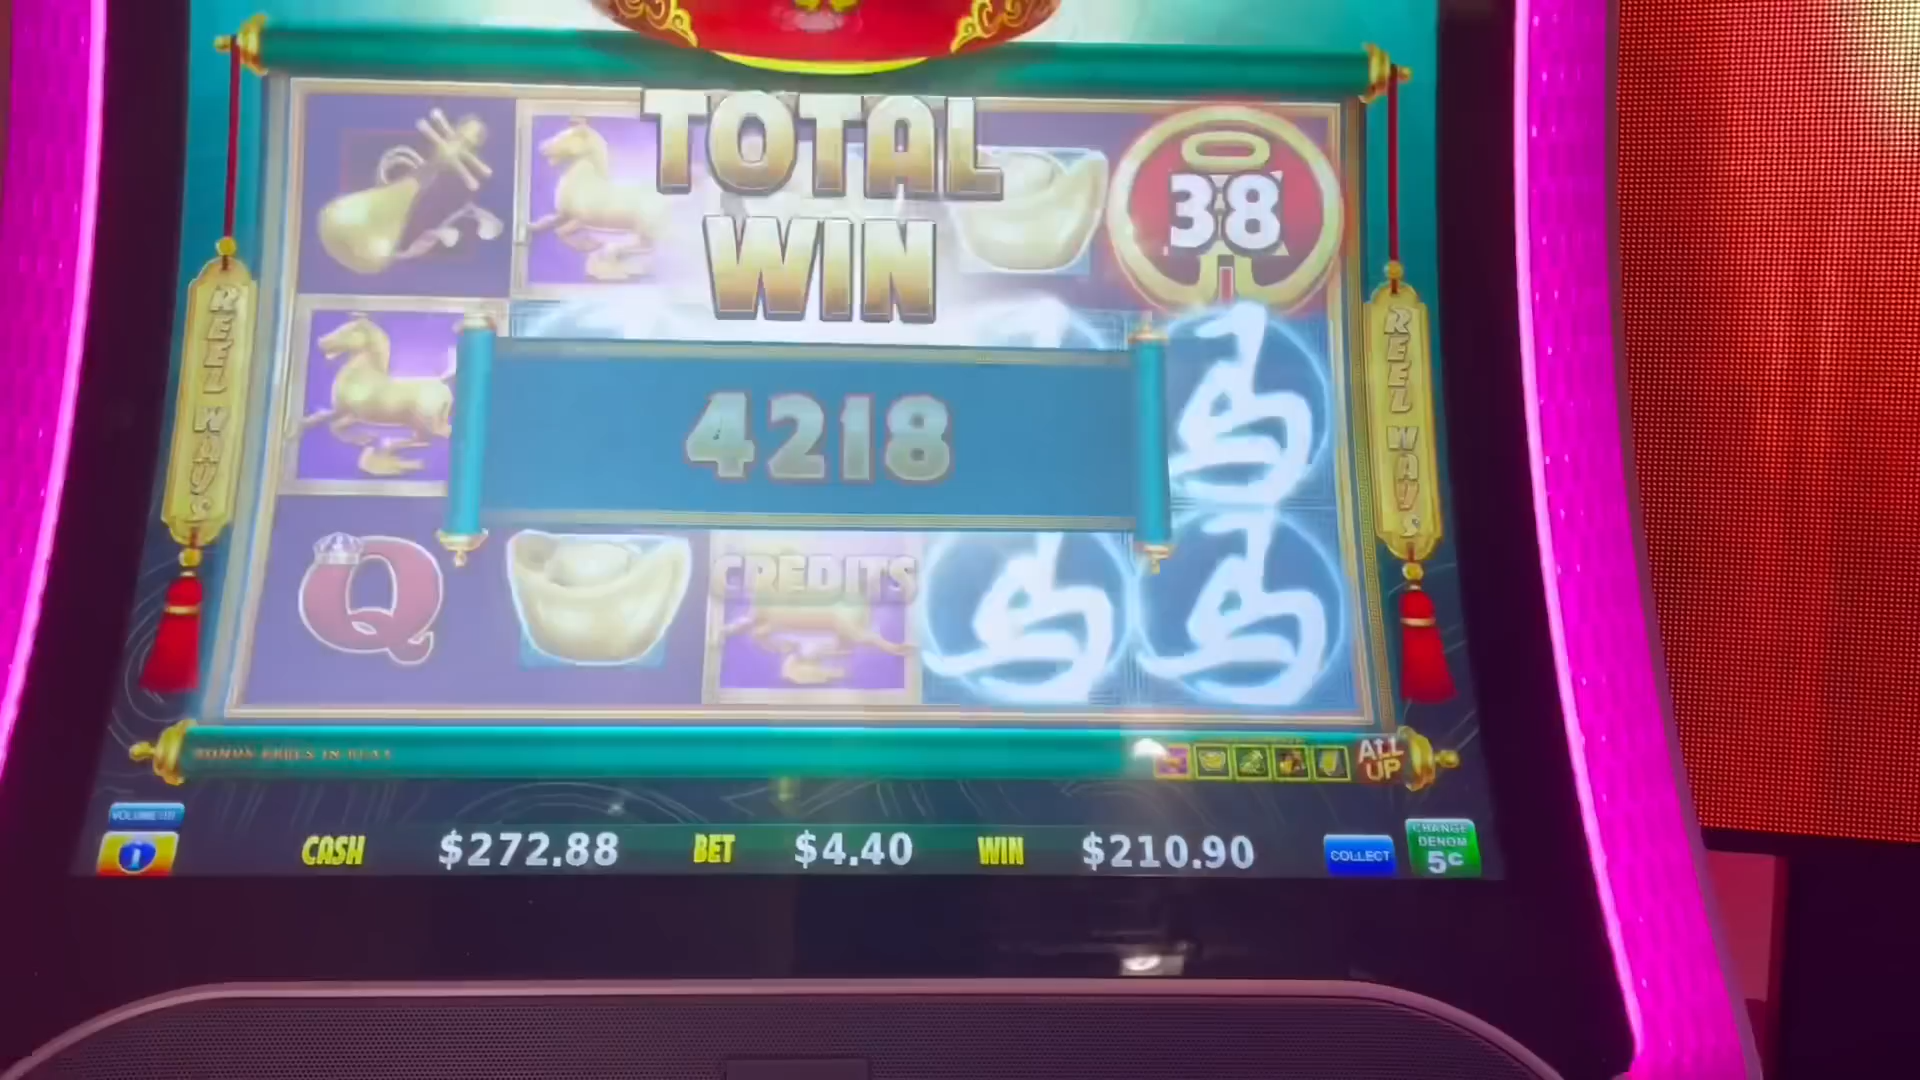 TOTAL
WIN
38
4218
CREDITS
REEL WAYS
REEL WAYS
Q
ALL
UP
CASH $272.88 BET $4.40 WIN $210.90
COLLECT
CHANGE
DENOM
5¢